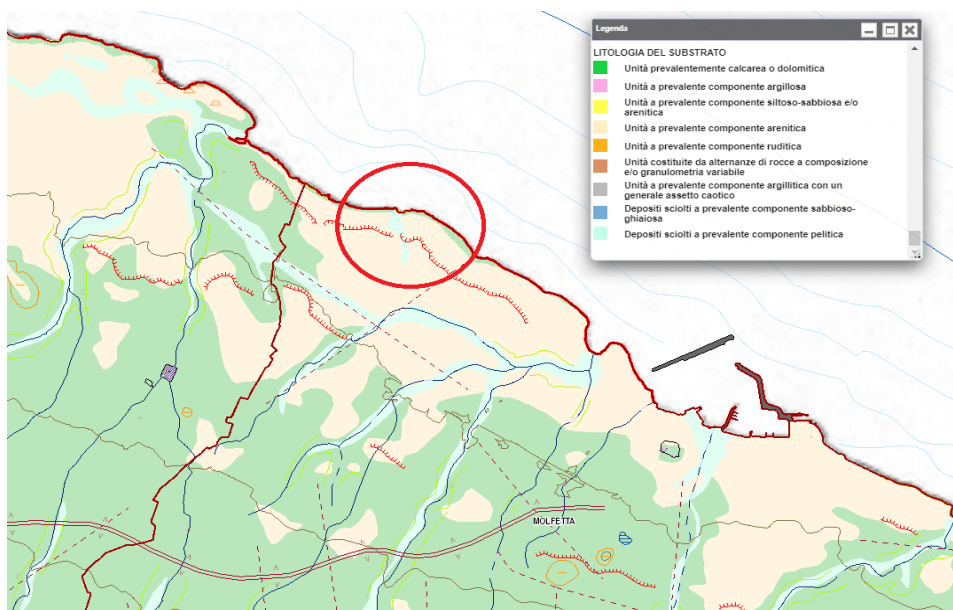 Legenda
LITOLOGIA DEL SUBSTRATO
Unità prevalentemente calcarea o dolomitica
Unità a prevalente componente argillosa
Unità a prevalente componente siltoso-sabbiosa e/o
arenitica
Unità a prevalente componente arenitica
Unità a prevalente componente ruditica
Unità costituite da alternanze di rocce a composizione
e/o granulometria variabile
Unità a prevalente componente argillitica con un
generale assetto caotico
Depositi sciolti a prevalente componente sabbioso-
ghiaiosa
Depositi sciolti a prevalente componente pelitica
MOLFETTA